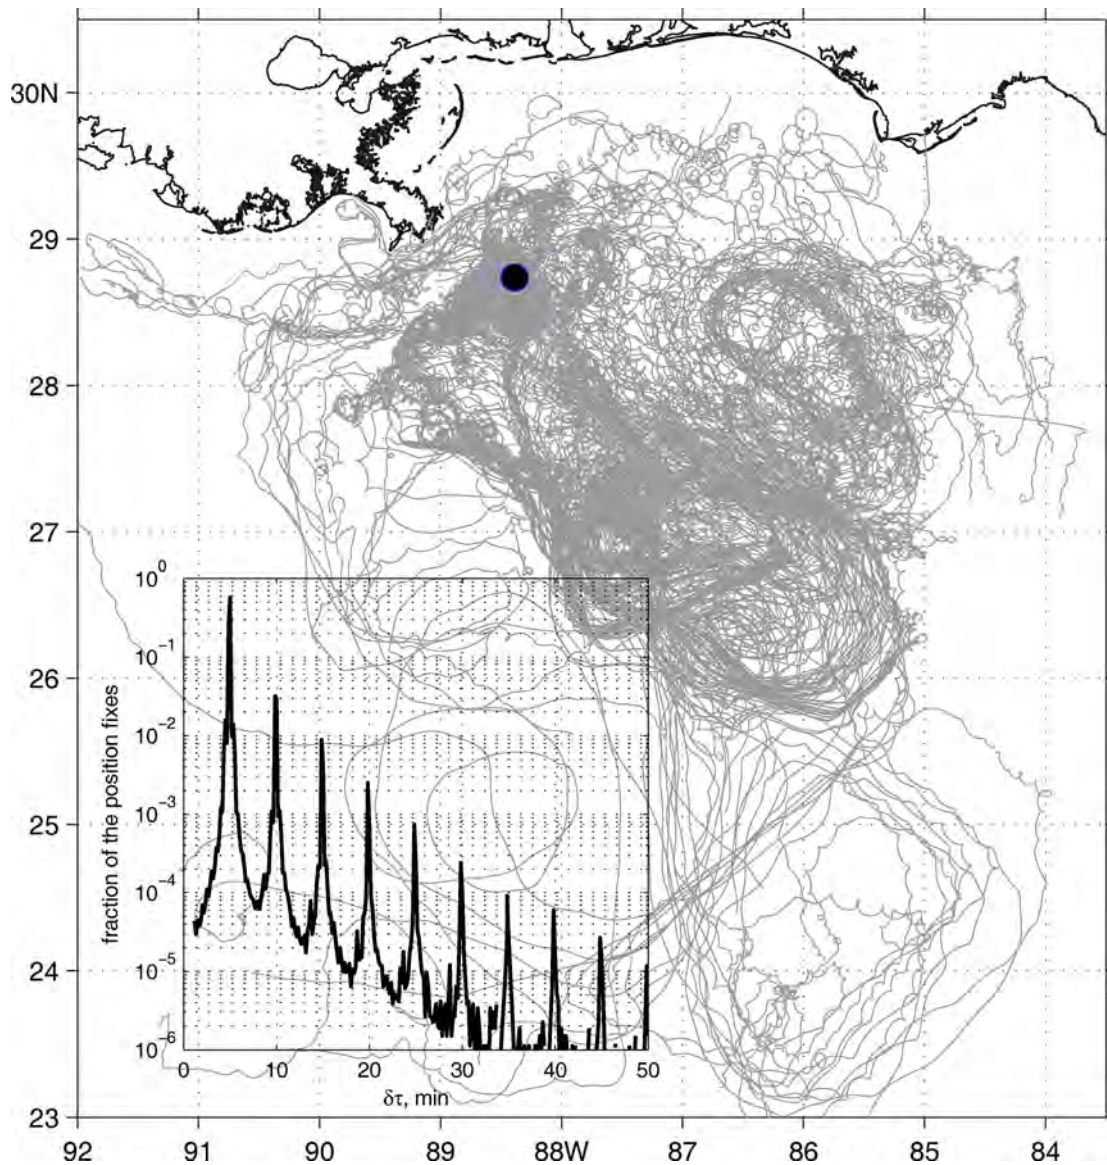 30N
29
28
27
26
25
24
23
10^0
10^-1
10^-2
10^-3
10^-4
10^-5
10^-6
fraction of the position fixes
0 10 20 30 40 50
δτ, min
92 91 90 89 88W 87 86 85 84